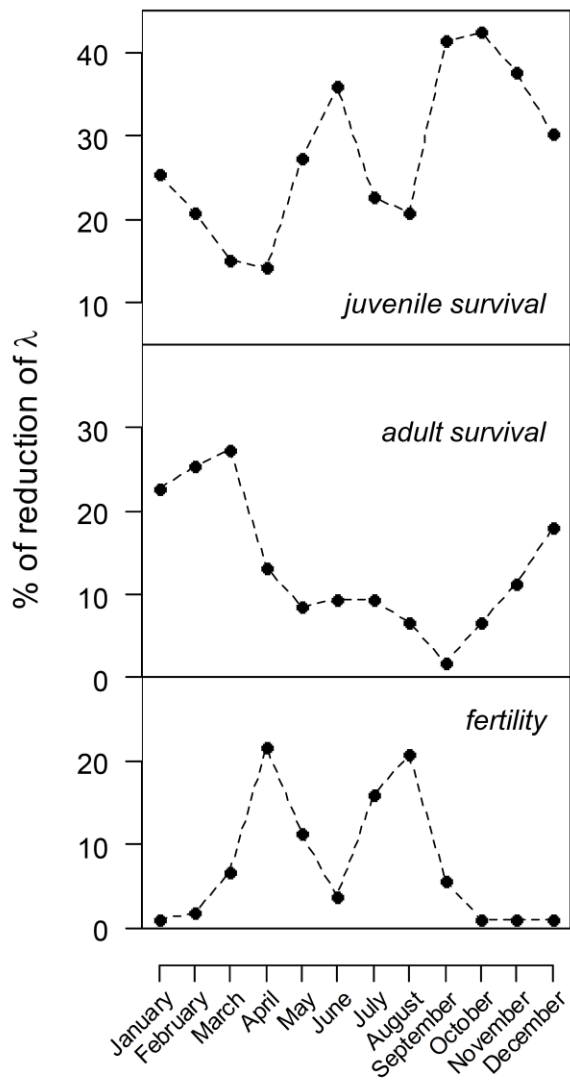 % of reduction of λ
40
30
20
10
juvenile survival
30
20
10
0
adult survival
20
10
0
fertility
January
February
March
April
May
June
July
August
September
October
November
December